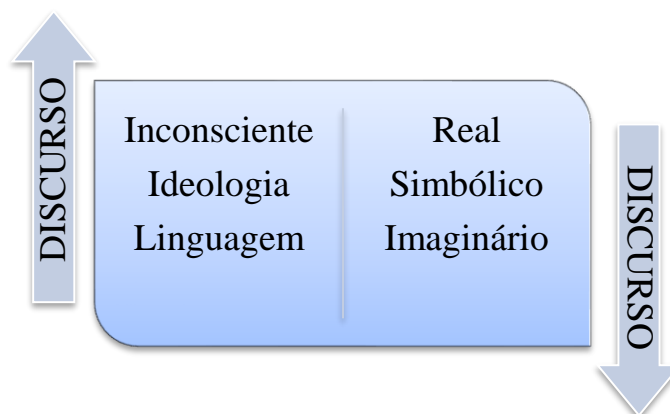 DISCURSO
Inconsciente
Ideologia
Linguagem
Real
Simbólico
Imaginário
DISCURSO